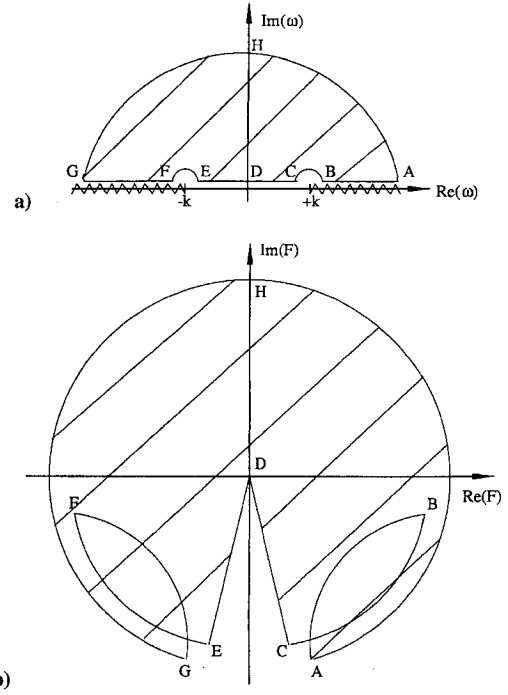 Im(ω)
H
G F E D C B A
-k +k Re(ω)
a)
Im(F)
H
D
Re(F)
F B
E C
G A
b)